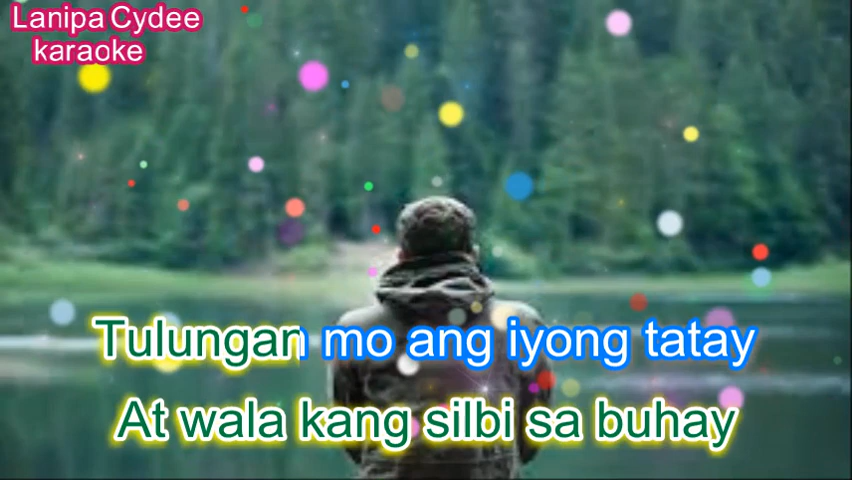 Lanipa Cydee
karaoke
Tulungan mo ang iyong tatay
At wala kang silbi sa buhay